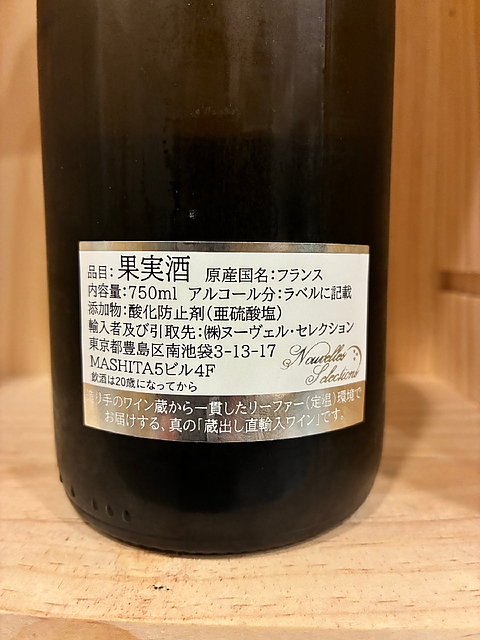 品目:果実酒 原産国名:フランス
内容量:750ml アルコール分:ラベルに記載
添加物:酸化防止剤(亜硫酸塩)
輸入者及び引取先:㈱ヌーヴェル・セレクション
東京都豊島区南池袋3-13-17
MASHITA5ビル4F
Nouvelles Selections
飲酒は20歳になってから
り手のワイン蔵から一貫したリーファー(定温)環境で
お届けする、真の「蔵出し直輸入ワイン」です。